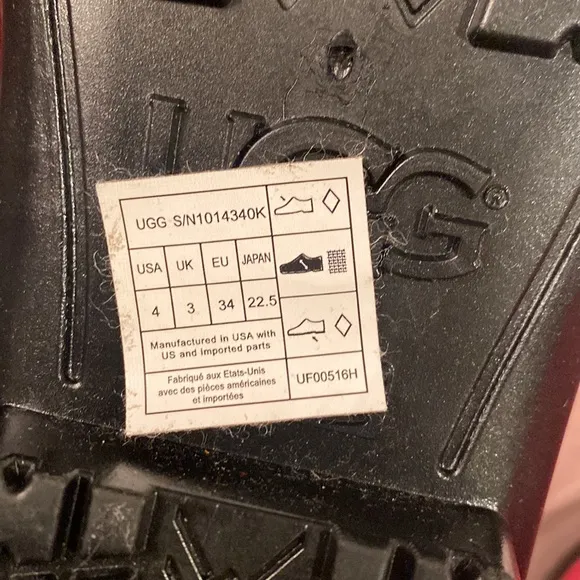 UGG®
UGG S/N1014340K
USA UK EU JAPAN
4 3 34 22.5
Manufactured in USA with
US and imported parts
Fabriqué aux Etats-Unis
avec des pièces américaines
et importées
UF00516H